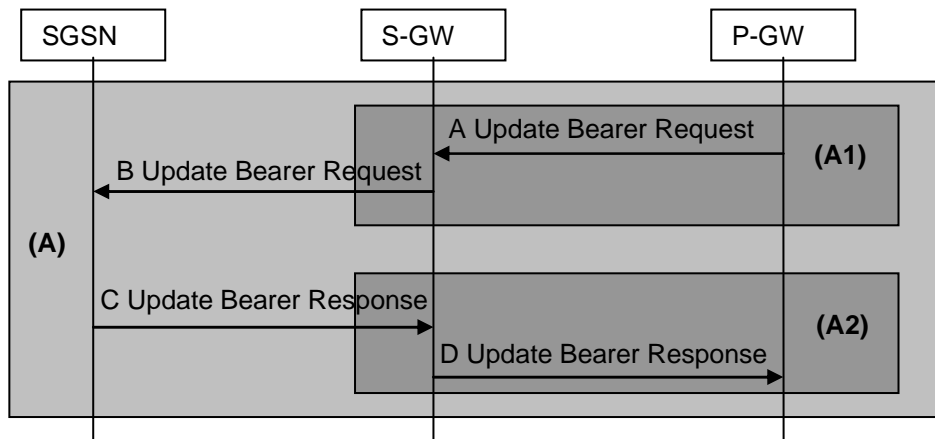 SGSN
S-GW
P-GW
A Update Bearer Request
(A1)
B Update Bearer Request
(A)
C Update Bearer Response
(A2)
D Update Bearer Response